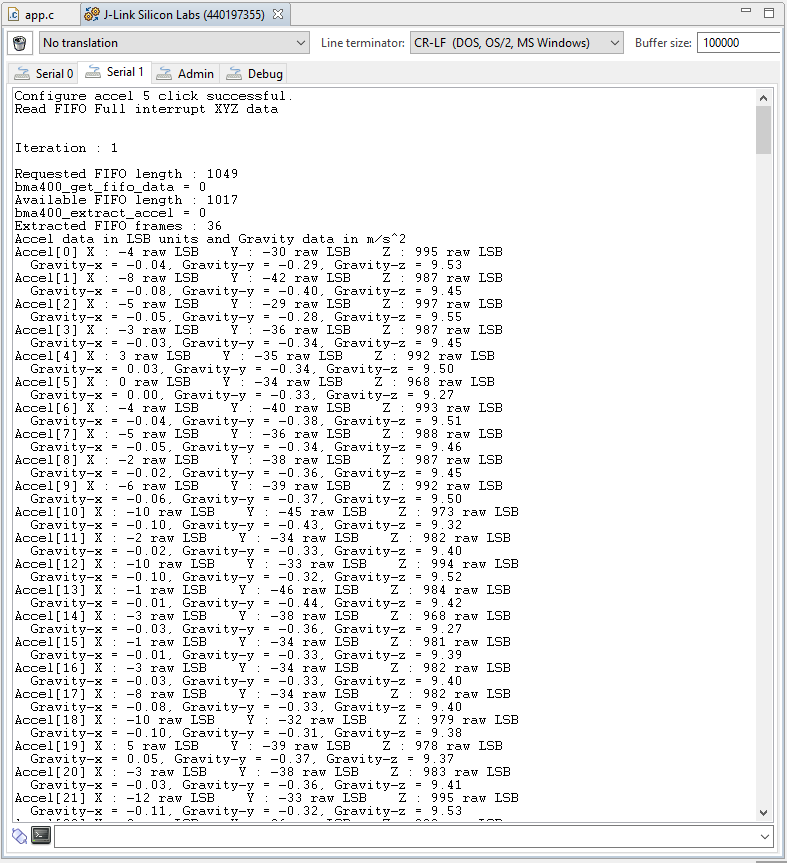 app.c J-Link Silicon Labs (440197355)
No translation Line terminator: CR-LF (DOS, OS/2, MS Windows) Buffer size: 100000
Serial 0 Serial 1 Admin Debug
Configure accel 5 click successful.
Read FIFO Full interrupt XYZ data
Iteration : 1
Requested FIFO length : 1049
bma400_get_fifo_data = 0
Available FIFO length : 1017
bma400_extract_accel = 0
Extracted FIFO frames : 36
Accel data in LSB units and Gravity data in m/s^2
Accel[0] X : -4 raw LSB Y : -30 raw LSB Z : 995 raw LSB
Gravity-x = -0.04, Gravity-y = -0.29, Gravity-z = 9.53
Accel[1] X : -8 raw LSB Y : -42 raw LSB Z : 987 raw LSB
Gravity-x = -0.08, Gravity-y = -0.40, Gravity-z = 9.45
Accel[2] X : -5 raw LSB Y : -29 raw LSB Z : 997 raw LSB
Gravity-x = -0.05, Gravity-y = -0.28, Gravity-z = 9.55
Accel[3] X : -3 raw LSB Y : -36 raw LSB Z : 987 raw LSB
Gravity-x = -0.03, Gravity-y = -0.34, Gravity-z = 9.45
Accel[4] X : 3 raw LSB Y : -35 raw LSB Z : 992 raw LSB
Gravity-x = 0.03, Gravity-y = -0.34, Gravity-z = 9.50
Accel[5] X : 0 raw LSB Y : -34 raw LSB Z : 968 raw LSB
Gravity-x = 0.00, Gravity-y = -0.33, Gravity-z = 9.27
Accel[6] X : -4 raw LSB Y : -40 raw LSB Z : 993 raw LSB
Gravity-x = -0.04, Gravity-y = -0.38, Gravity-z = 9.51
Accel[7] X : -5 raw LSB Y : -36 raw LSB Z : 988 raw LSB
Gravity-x = -0.05, Gravity-y = -0.34, Gravity-z = 9.46
Accel[8] X : -2 raw LSB Y : -38 raw LSB Z : 987 raw LSB
Gravity-x = -0.02, Gravity-y = -0.36, Gravity-z = 9.45
Accel[9] X : -6 raw LSB Y : -39 raw LSB Z : 992 raw LSB
Gravity-x = -0.06, Gravity-y = -0.37, Gravity-z = 9.50
Accel[10] X : -10 raw LSB Y : -45 raw LSB Z : 973 raw LSB
Gravity-x = -0.10, Gravity-y = -0.43, Gravity-z = 9.32
Accel[11] X : -2 raw LSB Y : -34 raw LSB Z : 982 raw LSB
Gravity-x = -0.02, Gravity-y = -0.33, Gravity-z = 9.40
Accel[12] X : -10 raw LSB Y : -33 raw LSB Z : 994 raw LSB
Gravity-x = -0.10, Gravity-y = -0.32, Gravity-z = 9.52
Accel[13] X : -1 raw LSB Y : -46 raw LSB Z : 984 raw LSB
Gravity-x = -0.01, Gravity-y = -0.44, Gravity-z = 9.42
Accel[14] X : -3 raw LSB Y : -38 raw LSB Z : 968 raw LSB
Gravity-x = -0.03, Gravity-y = -0.36, Gravity-z = 9.27
Accel[15] X : -1 raw LSB Y : -34 raw LSB Z : 981 raw LSB
Gravity-x = -0.01, Gravity-y = -0.33, Gravity-z = 9.39
Accel[16] X : -3 raw LSB Y : -34 raw LSB Z : 982 raw LSB
Gravity-x = -0.03, Gravity-y = -0.33, Gravity-z = 9.40
Accel[17] X : -8 raw LSB Y : -34 raw LSB Z : 982 raw LSB
Gravity-x = -0.08, Gravity-y = -0.33, Gravity-z = 9.40
Accel[18] X : -10 raw LSB Y : -32 raw LSB Z : 979 raw LSB
Gravity-x = -0.10, Gravity-y = -0.31, Gravity-z = 9.38
Accel[19] X : 5 raw LSB Y : -39 raw LSB Z : 978 raw LSB
Gravity-x = 0.05, Gravity-y = -0.37, Gravity-z = 9.37
Accel[20] X : -3 raw LSB Y : -38 raw LSB Z : 983 raw LSB
Gravity-x = -0.03, Gravity-y = -0.36, Gravity-z = 9.41
Accel[21] X : -12 raw LSB Y : -33 raw LSB Z : 995 raw LSB
Gravity-x = -0.11, Gravity-y = -0.32, Gravity-z = 9.53